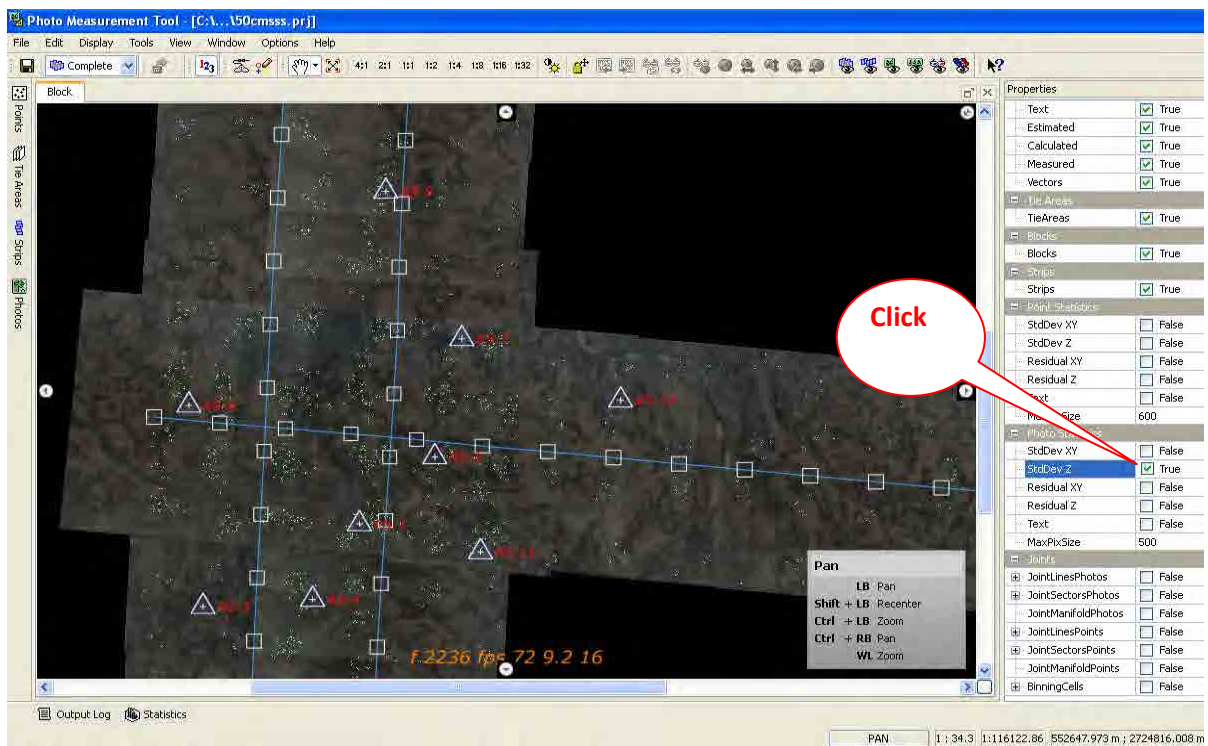 Photo Measurement Tool - [C:\...\50cmsss.prj]
File Edit Display Tools View Window Options Help
Complete 123 4:1 2:1 1:1 1:2 1:4 1:8 1:16 1:32
Block
Points
Tie Areas
Strips
Photos
Click
Pan
LB Pan
Shift + LB Recenter
Ctrl + LB Zoom
Ctrl + RB Pan
WL Zoom
f 2236 fps 72 9.2 16
Properties
Text True
Estimated True
Calculated True
Measured True
Vectors True
Tie Areas
TieAreas True
Blocks
Blocks True
Strips
Strips True
Point Statistics
StdDev XY False
StdDev Z False
Residual XY False
Residual Z False
Text False
600
Photo Statistics
StdDev XY False
StdDev Z True
Residual XY False
Residual Z False
Text False
MaxPixSize 500
Joints
JointLinesPhotos False
JointSectorsPhotos False
JointManifoldPhotos False
JointLinesPoints False
JointSectorsPoints False
JointManifoldPoints False
BinningCells False
Output Log Statistics
PAN 1 : 34.3 1:116122.86 552647.973 m ; 2724816.008 m